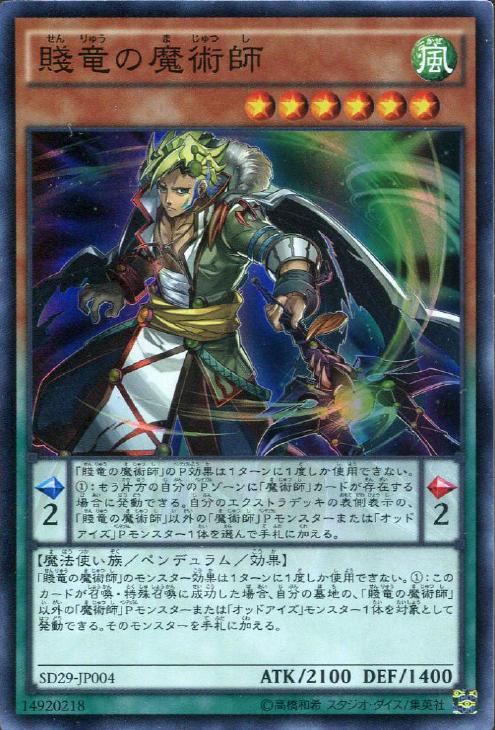 賤竜の魔術師
風
「賤竜の魔術師」のP効果は1ターンに1度しか使用できない。
①:もう片方の自分のPゾーンに「魔術師」カードが存在する
場合に発動できる。自分のエクストラデッキの表側表示の、
「賤竜の魔術師」以外の「魔術師」Pモンスターまたは「オッド
アイズ」Pモンスター1体を選んで手札に加える。
2
2
【魔法使い族/ペンデュラム/効果】
「賤竜の魔術師」のモンスター効果は1ターンに1度しか使用できない。①:この
カードが召喚・特殊召喚に成功した場合、自分の墓地の、「賤竜の魔術師」
以外の「魔術師」Pモンスターまたは「オッドアイズ」モンスター1体を対象として
発動できる。そのモンスターを手札に加える。
SD29-JP004
ATK/2100 DEF/1400
14920218
©高橋和希 スタジオ・ダイス/集英社